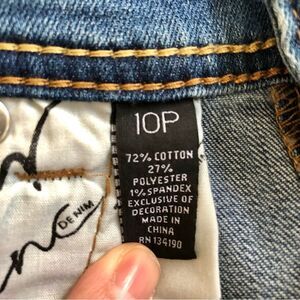 10P
72% COTTON
27%
POLYESTER
1% SPANDEX
EXCLUSIVE OF
DECORATION
MADE IN
CHINA
RN 134190
DENIM